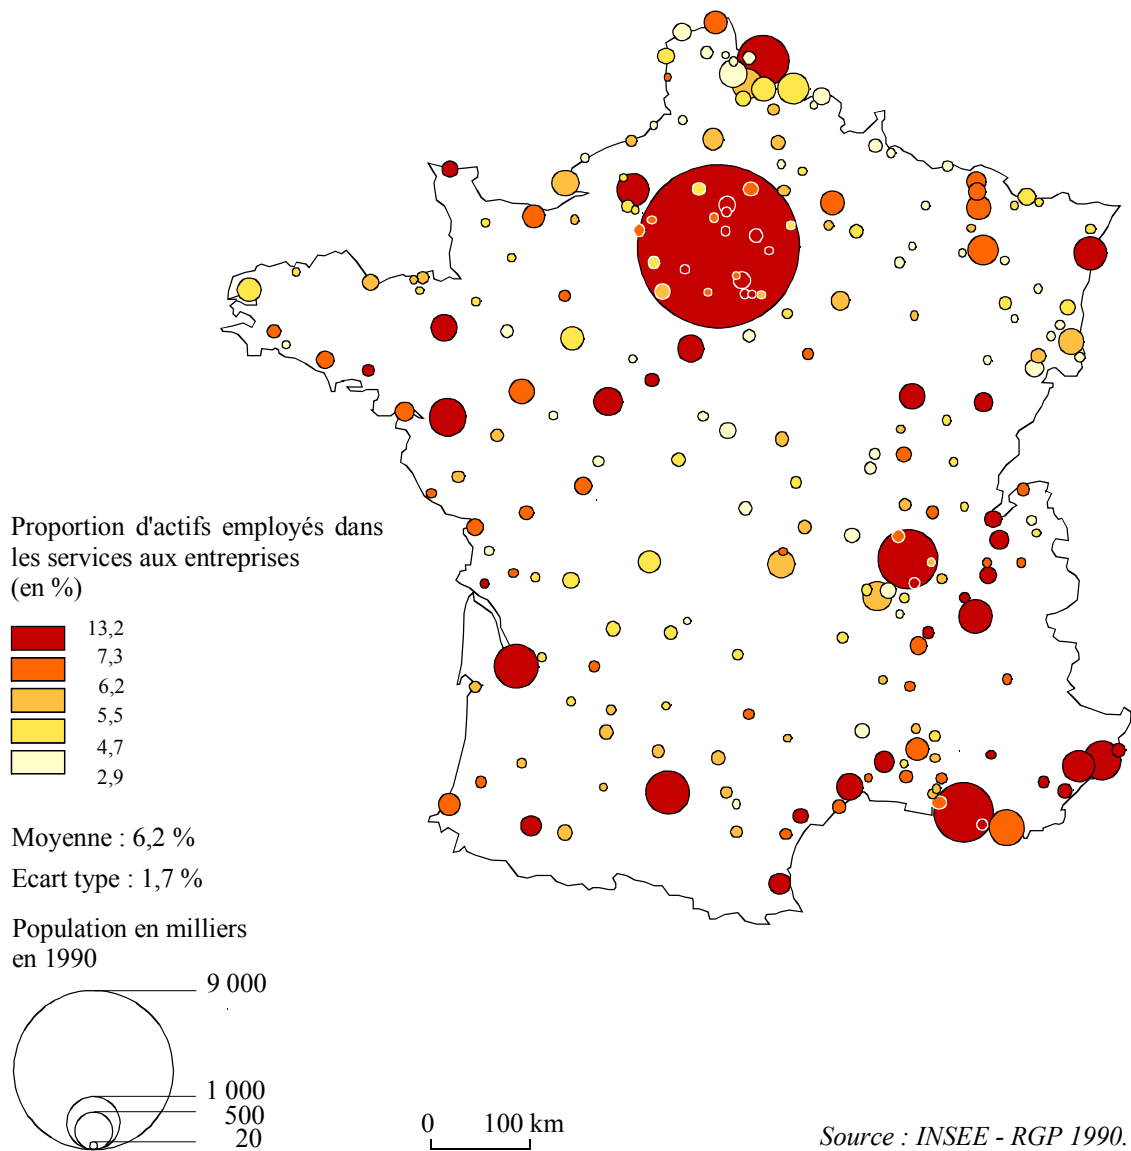 Proportion d'actifs employés dans
les services aux entreprises
(en %)
13,2
7,3
6,2
5,5
4,7
2,9
Moyenne : 6,2 %
Ecart type : 1,7 %
Population en milliers
en 1990
9 000
1 000
500
20
0 100 km
Source : INSEE - RGP 1990.